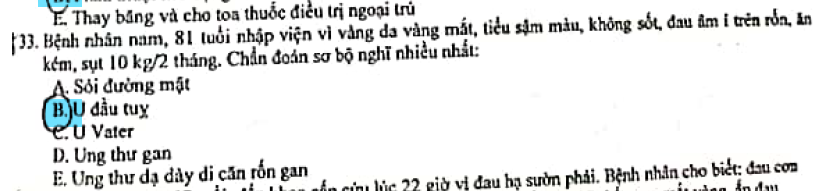 E. Thay băng và cho toa thuốc điều trị ngoại trú
33. Bệnh nhân nam, 81 tuổi nhập viện vì vàng da vàng mắt, tiểu sậm màu, không sốt, đau âm ỉ trên rốn, ăn
kém, sụt 10 kg/2 tháng. Chẩn đoán sơ bộ nghĩ nhiều nhất:
A. Sỏi đường mật
B. U đầu tuỵ
C. U Vater
D. Ung thư gan
E. Ung thư dạ dày di căn rốn gan
lúc 22 giờ vì đau hạ sườn phải. Bệnh nhân cho biết: đau cơn